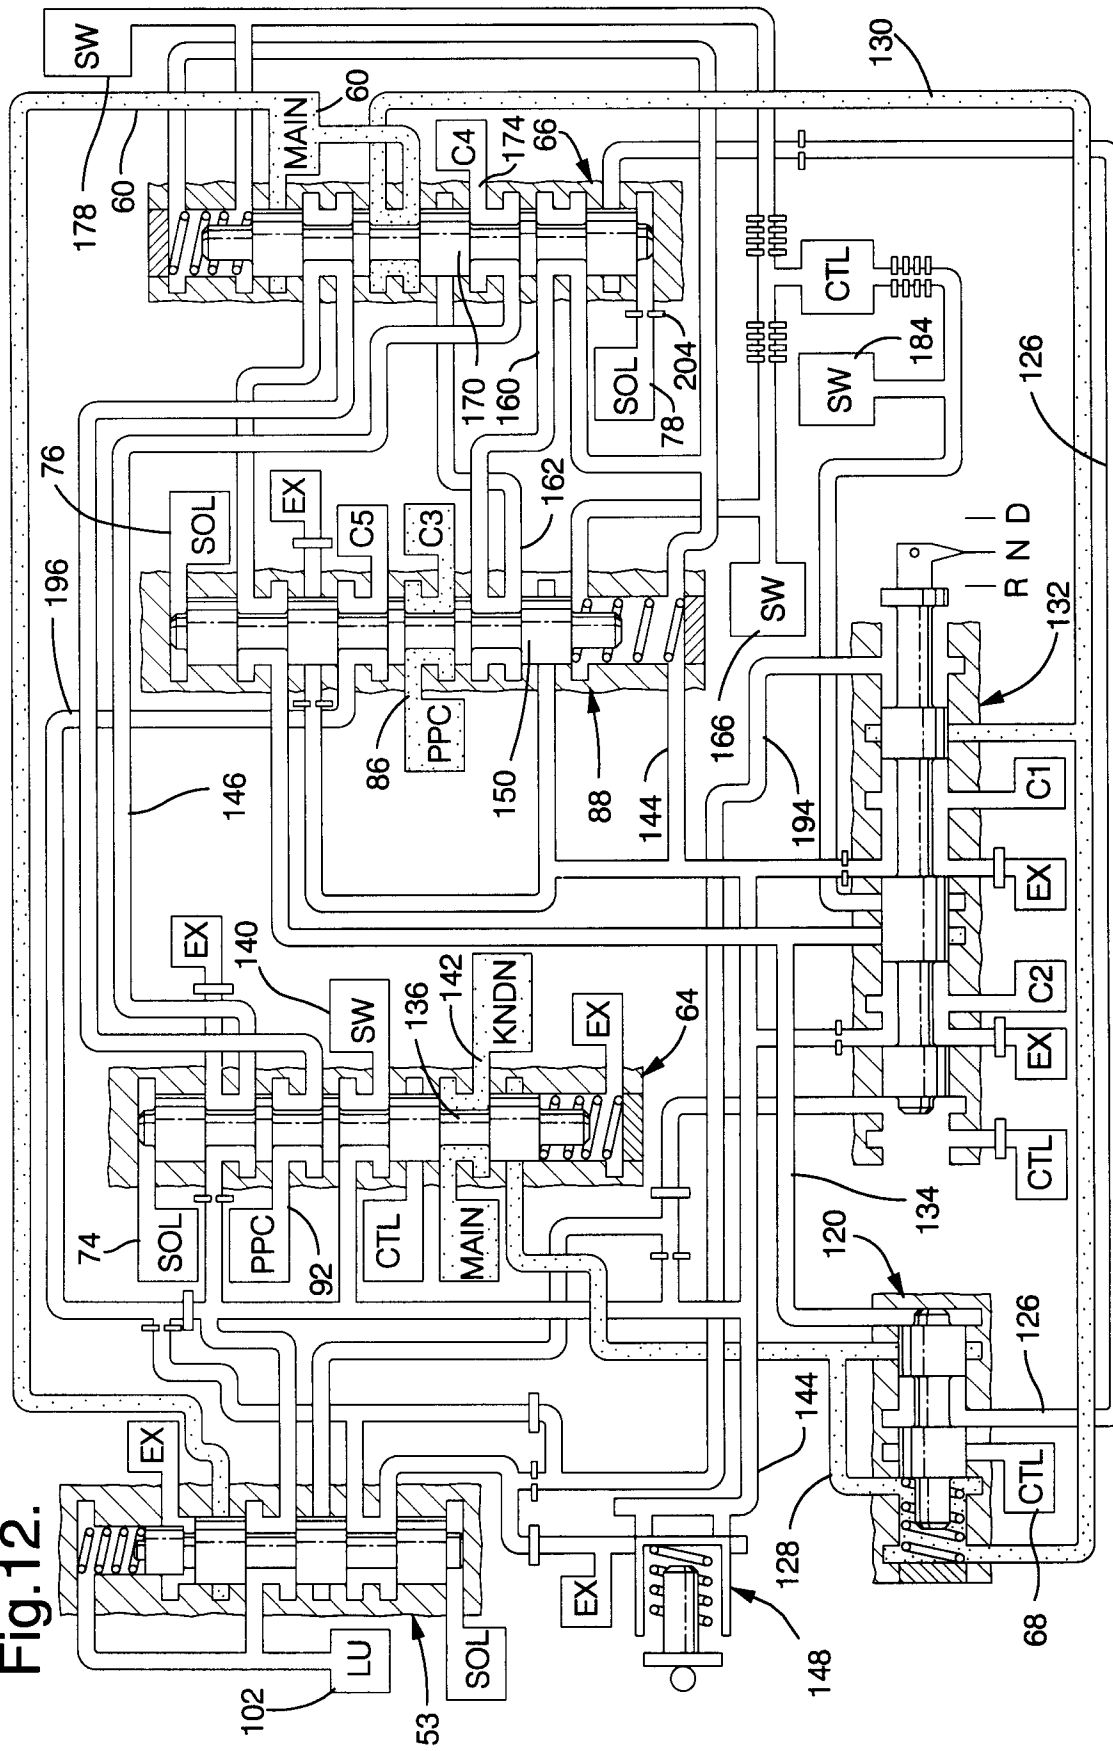 Fig.12.
102
LU
53
SOL
EX
EX
148
74
SOL
PPC
92
CTL
MAIN
EX
140
SW
142
136
KNDN
EX
64
144
128
120
126
CTL
68
134
CTL
EX
C2
EX
C1
132
R N D
196
76
146
SOL
EX
C5
C3
86
PPC
150
88
144
162
166
SW
194
SW
178
60
MAIN
60
C4
174
66
170
160
SOL
78
204
CTL
SW
184
130
126